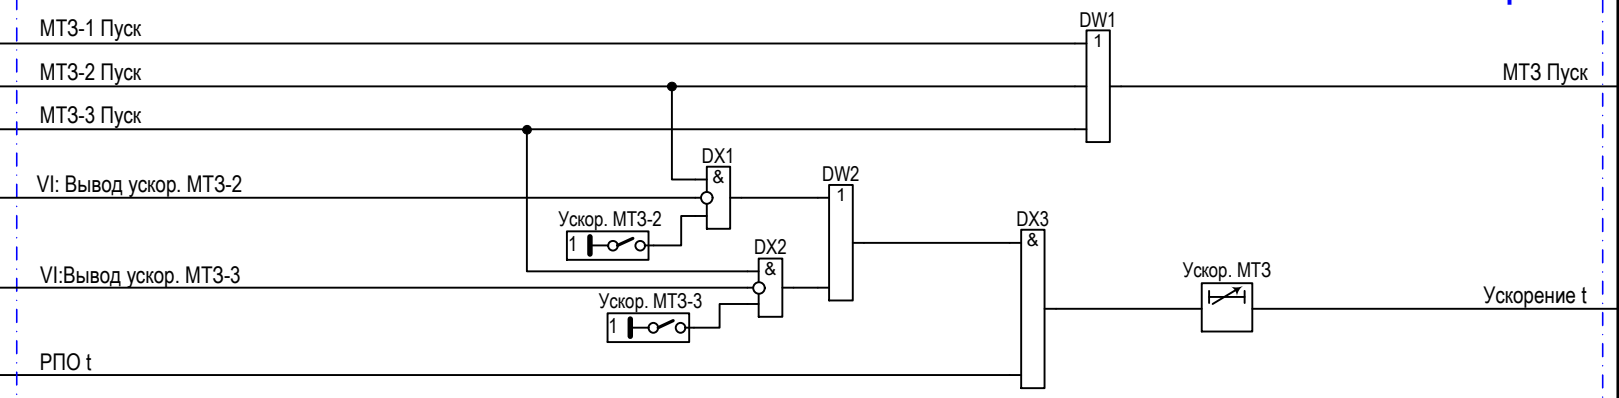 DW1
МТЗ-1 Пуск
1
МТЗ-2 Пуск
МТЗ Пуск
МТЗ-3 Пуск
DX1
&
DW2
VI: Вывод ускор. МТЗ-2
1
Ускор. МТЗ-2
1
DX3
&
DX2
&
VI:Вывод ускор. МТЗ-3
Ускор. МТЗ
Ускорение t
Ускор. МТЗ-3
1
РПО t